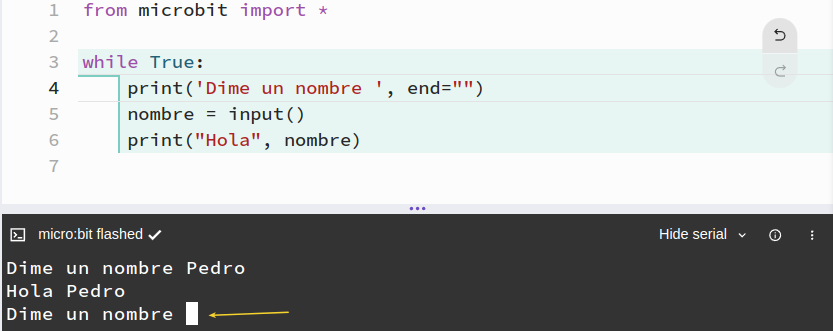 1 from microbit import *
2
3 while True:
4 print('Dime un nombre ', end="")
5 nombre = input()
6 print("Hola", nombre)
7
micro:bit flashed Hide serial
Dime un nombre Pedro
Hola Pedro
Dime un nombre